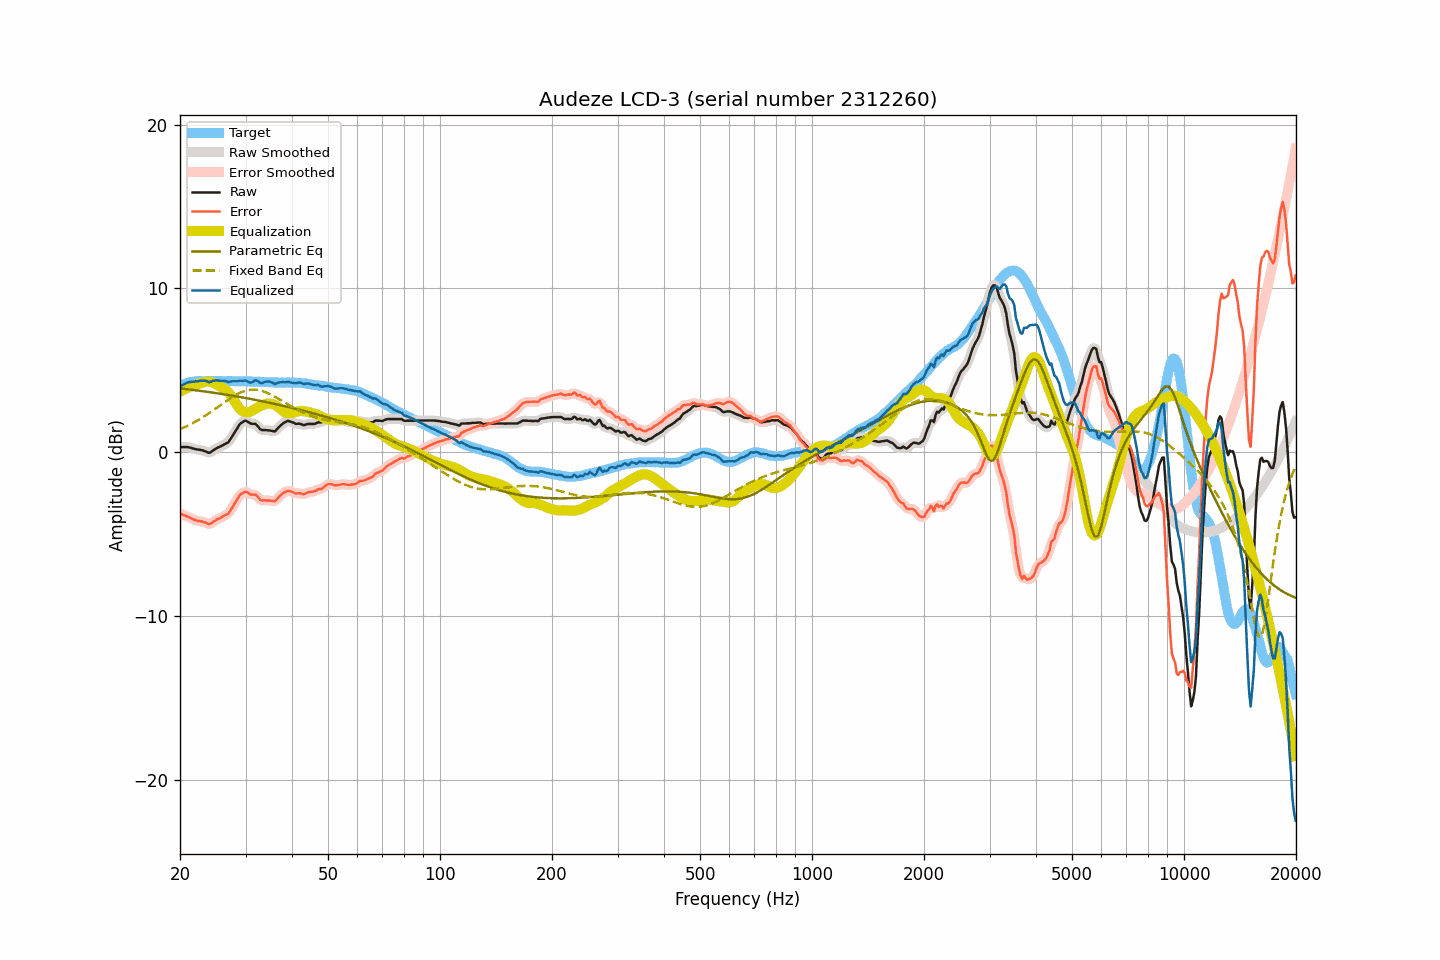 Audeze LCD-3 (serial number 2312260)
20
10
0
−10
−20
Amplitude (dBr)
Target
Raw Smoothed
Error Smoothed
Raw
Error
Equalization
Parametric Eq
Fixed Band Eq
Equalized
20 50 100 200 500 1000 2000 5000 10000 20000
Frequency (Hz)